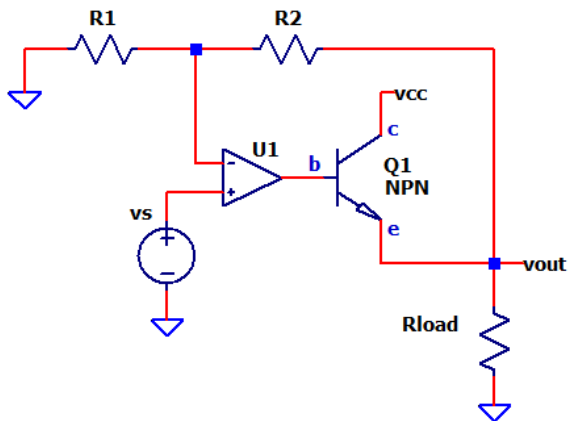 R1
R2
vcc
c
U1
b
Q1
NPN
-
+
vs
e
vout
+
-
Rload